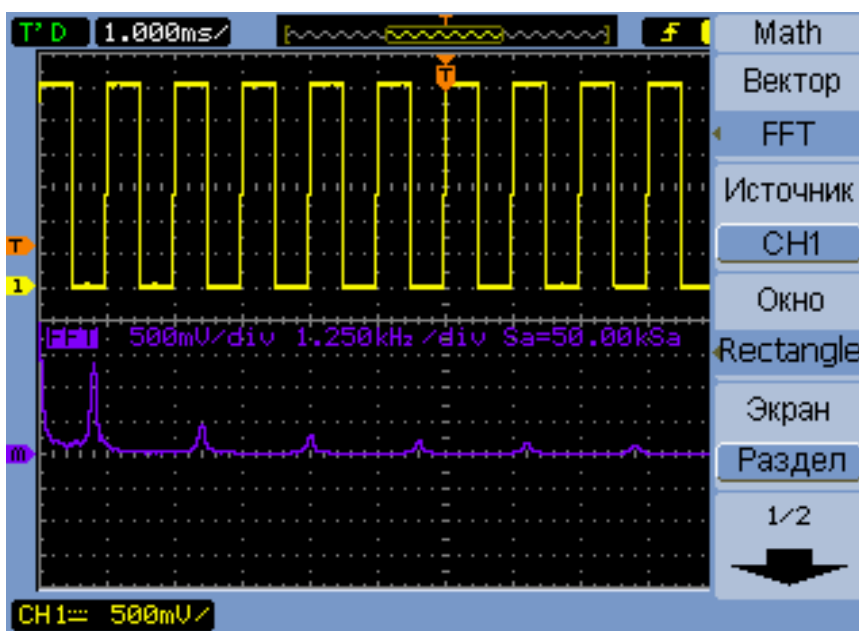 T'D 1.000ms/ Math
T
Вектор
T
FFT
Источник
T
CH1
1
Окно
FFT 500mV/div 1.250kHz/div Sa=50.00kSa
Rectangle
Экран
m
Раздел
1/2
CH1 500mV/